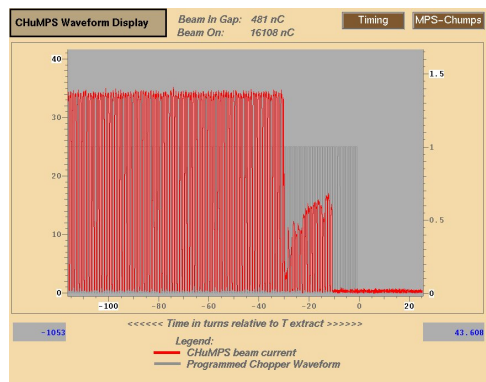 CHuMPS Waveform Display
Beam In Gap: 481 nC
Beam On: 16108 nC
Timing
MPS-Chumps
40
30
20
10
0
1.5
1
0.5
0
-100 -80 -60 -40 -20 0 20
-1053
<<<<<< Time in turns relative to T extract >>>>>>
43.608
Legend:
CHuMPS beam current
Programmed Chopper Waveform